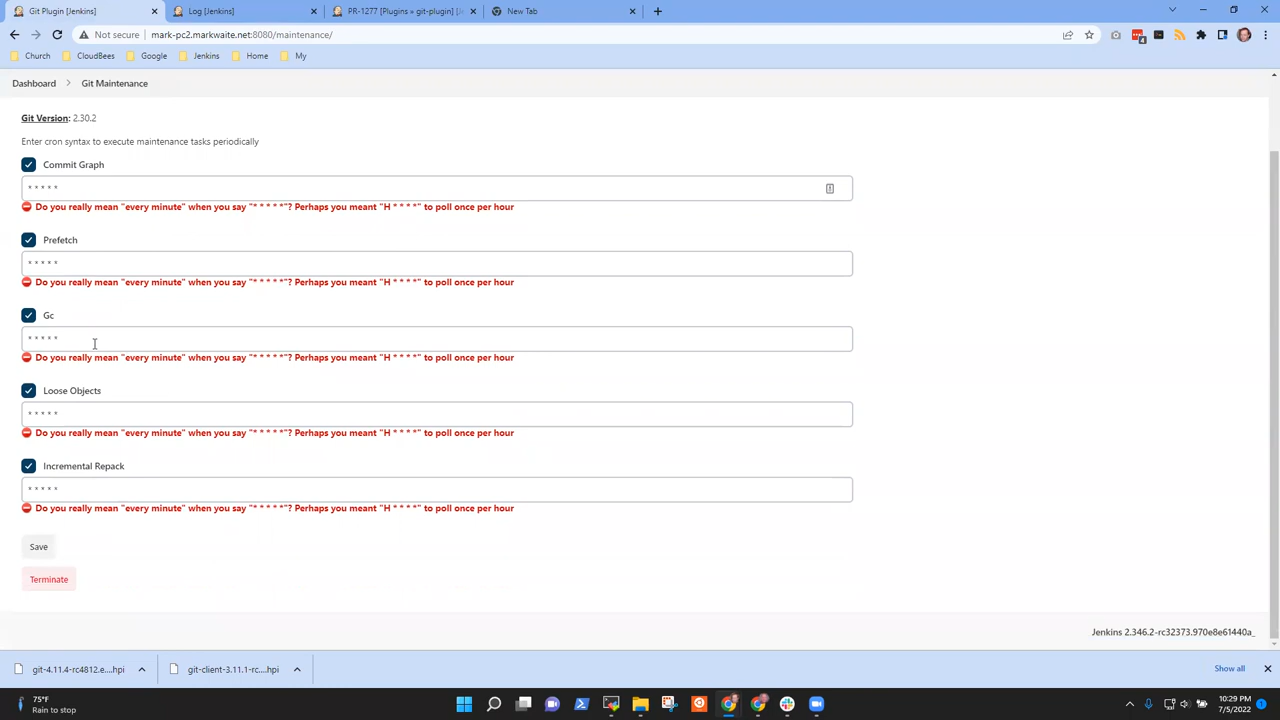 Git Plugin [Jenkins]
Log [Jenkins]
PR-1277 [Plugins » git-plugin] [Je
New Tab
Not secure
mark-pc2.markwaite.net:8080/maintenance/
4
Church
CloudBees
Google
Jenkins
Home
My
Dashboard
Git Maintenance
Git Version: 2.30.2
Enter cron syntax to execute maintenance tasks periodically
Commit Graph
* * * * *
Do you really mean "every minute" when you say "* * * * *"? Perhaps you meant "H * * * *" to poll once per hour
Prefetch
* * * * *
Do you really mean "every minute" when you say "* * * * *"? Perhaps you meant "H * * * *" to poll once per hour
Gc
* * * * *
Do you really mean "every minute" when you say "* * * * *"? Perhaps you meant "H * * * *" to poll once per hour
Loose Objects
* * * * *
Do you really mean "every minute" when you say "* * * * *"? Perhaps you meant "H * * * *" to poll once per hour
Incremental Repack
* * * * *
Do you really mean "every minute" when you say "* * * * *"? Perhaps you meant "H * * * *" to poll once per hour
Save
Terminate
Jenkins 2.346.2-rc32373.970e8e61440a_
git-4.11.4-rc4812.e....hpi
git-client-3.11.1-rc....hpi
Show all
75°F
Rain to stop
10:29 PM
7/5/2022